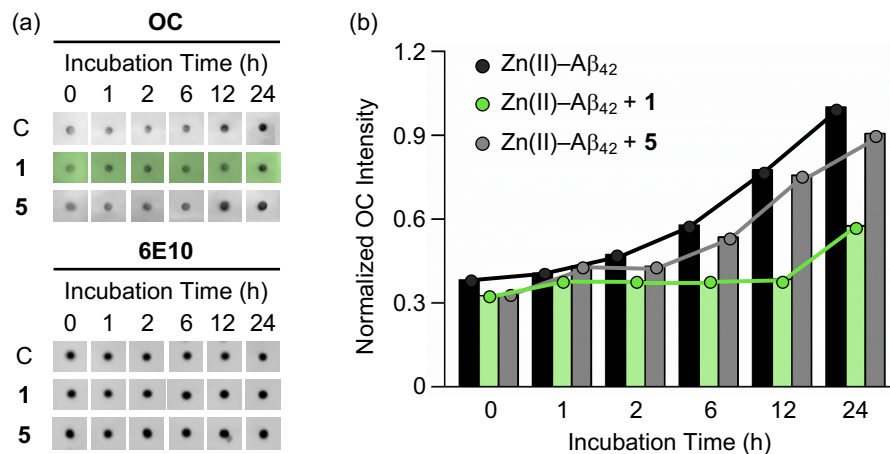 (a)
OC
Incubation Time (h)
0 1 2 6 12 24
C
1
5
6E10
Incubation Time (h)
0 1 2 6 12 24
C
1
5
(b)
Normalized OC Intensity
1.2
0.9
0.6
0.3
0
Zn(II)–Aβ₄₂
Zn(II)–Aβ₄₂ + 1
Zn(II)–Aβ₄₂ + 5
0 1 2 6 12 24
Incubation Time (h)